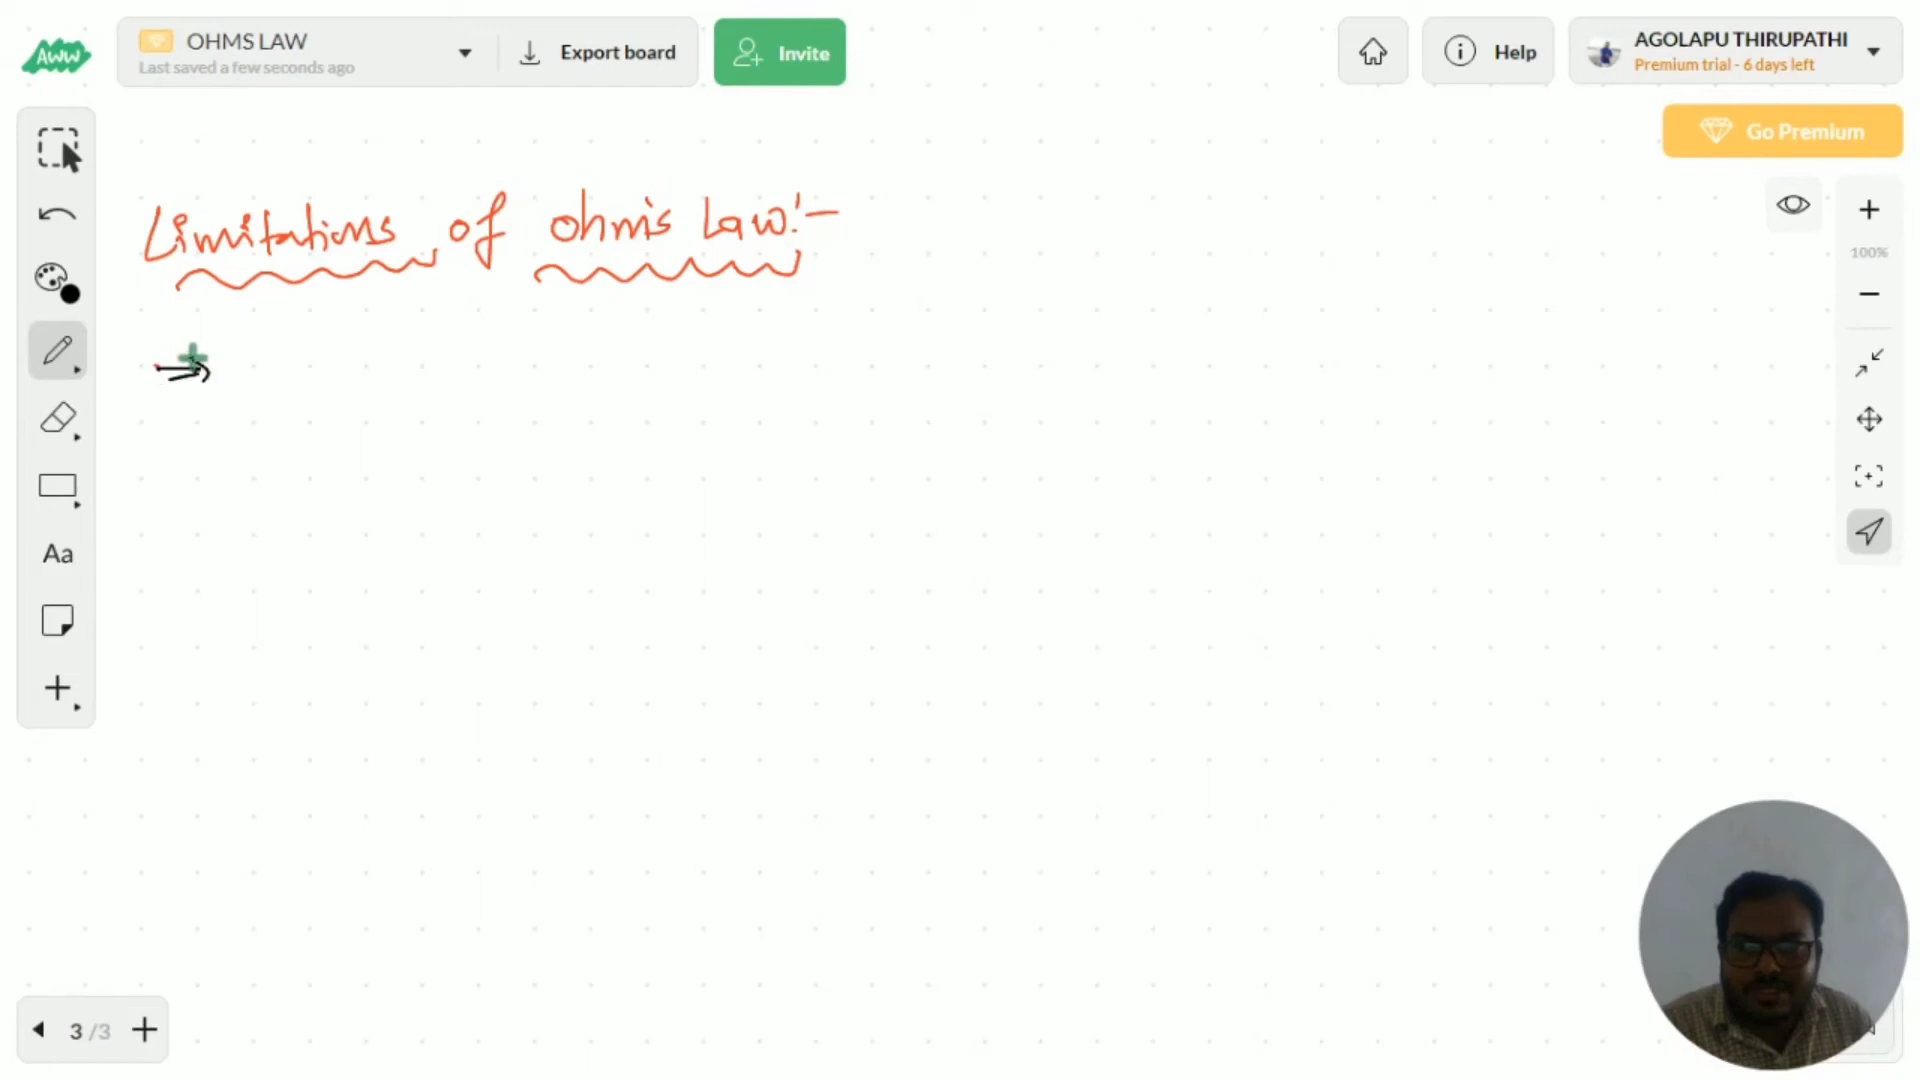 AWW
OHMS LAW
Last saved a few seconds ago
Export board
Invite
Help
AGOLAPU THIRUPATHI
Premium trial - 6 days left
Go Premium
100%
Limitations of ohm's Law:-
Aa
3 /3